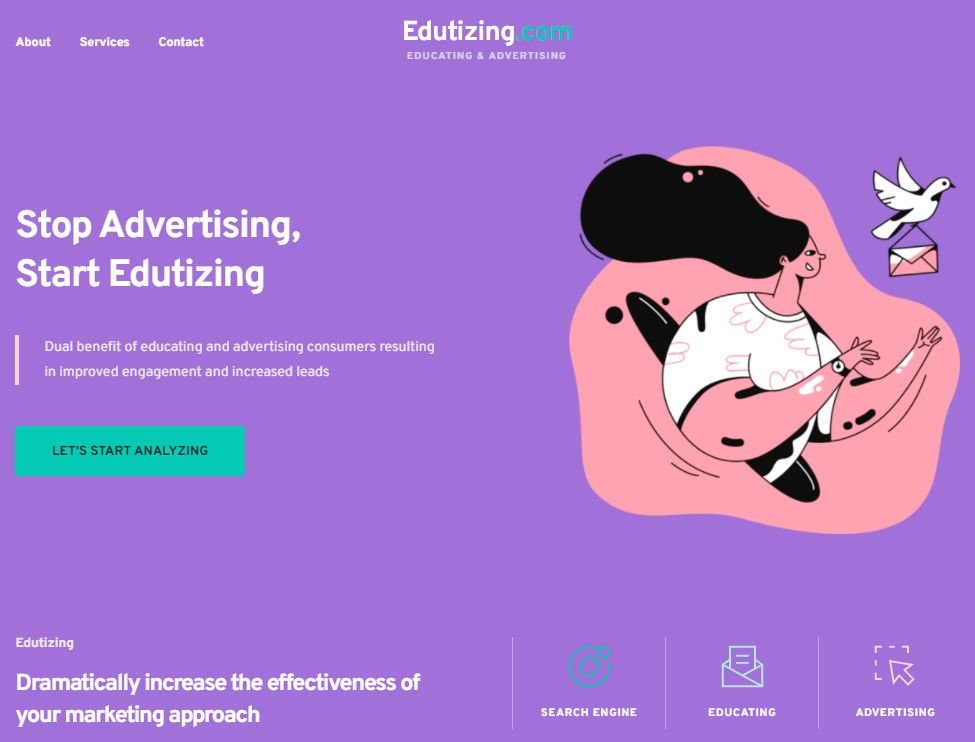 About Services Contact
Edutizing.com
EDUCATING & ADVERTISING
Stop Advertising,
Start Edutizing
Dual benefit of educating and advertising consumers resulting
in improved engagement and increased leads
LET'S START ANALYZING
Edutizing
Dramatically increase the effectiveness of
your marketing approach
SEARCH ENGINE
EDUCATING
ADVERTISING